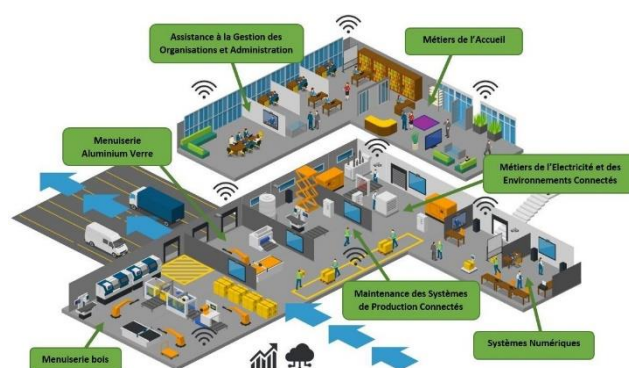 Assistance à la Gestion des
Organisations et Administration
Métiers de l'Accueil
Menuiserie
Aluminium Verre
Métiers de l'Electricité et des
Environnements Connectés
Maintenance des Systèmes
de Production Connectés
Systèmes Numériques
Menuiserie bois